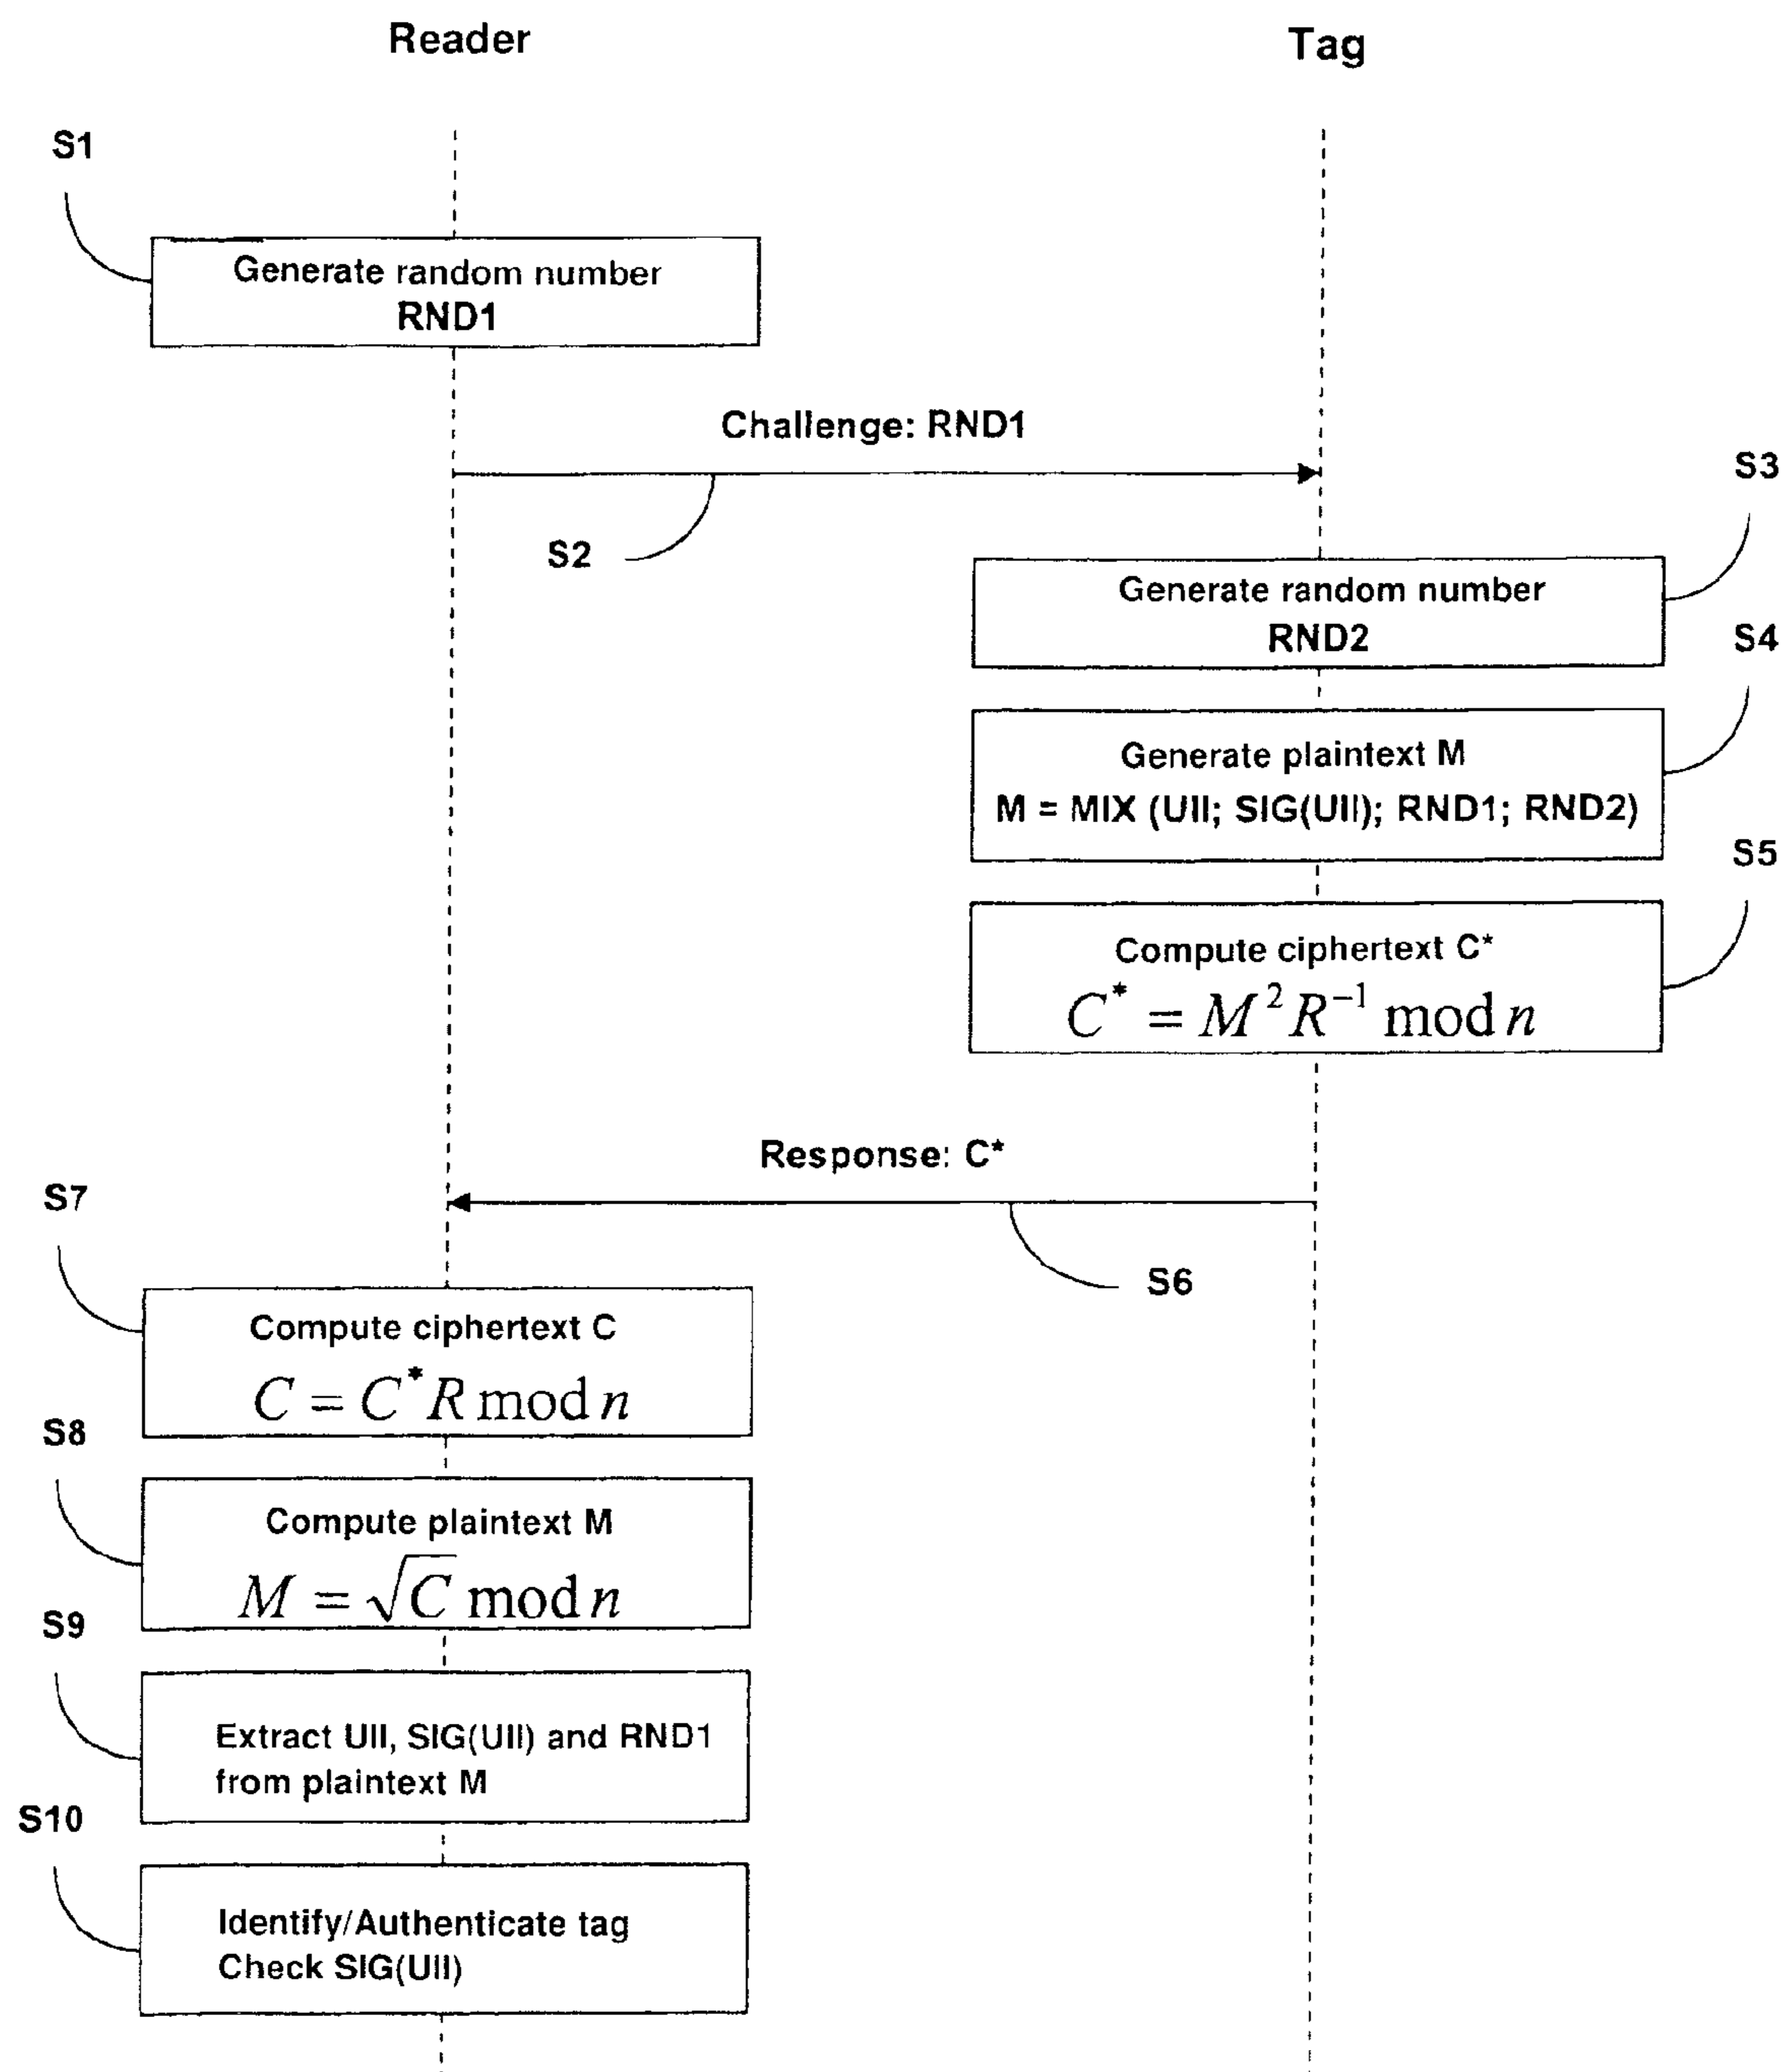 Reader
Tag
S1
Generate random number
RND1
Challenge: RND1
S2
S3
Generate random number
RND2
S4
Generate plaintext M
M = MIX (UII; SIG(UII); RND1; RND2)
S5
Compute ciphertext C*
C* = M²R⁻¹ mod n
Response: C*
S6
S7
Compute ciphertext C
C = C*R mod n
S8
Compute plaintext M
M = √C mod n
S9
Extract UII, SIG(UII) and RND1
from plaintext M
S10
Identify/Authenticate tag
Check SIG(UII)